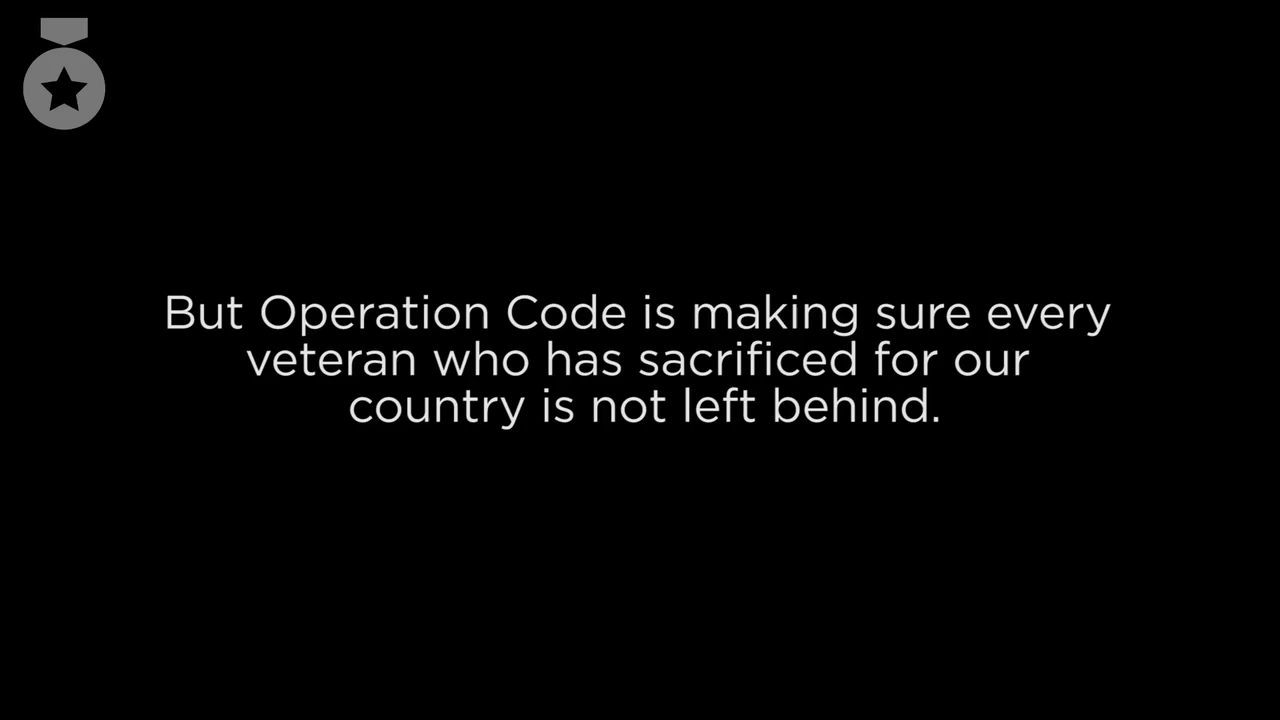 But Operation Code is making sure every
veteran who has sacrificed for our
country is not left behind.